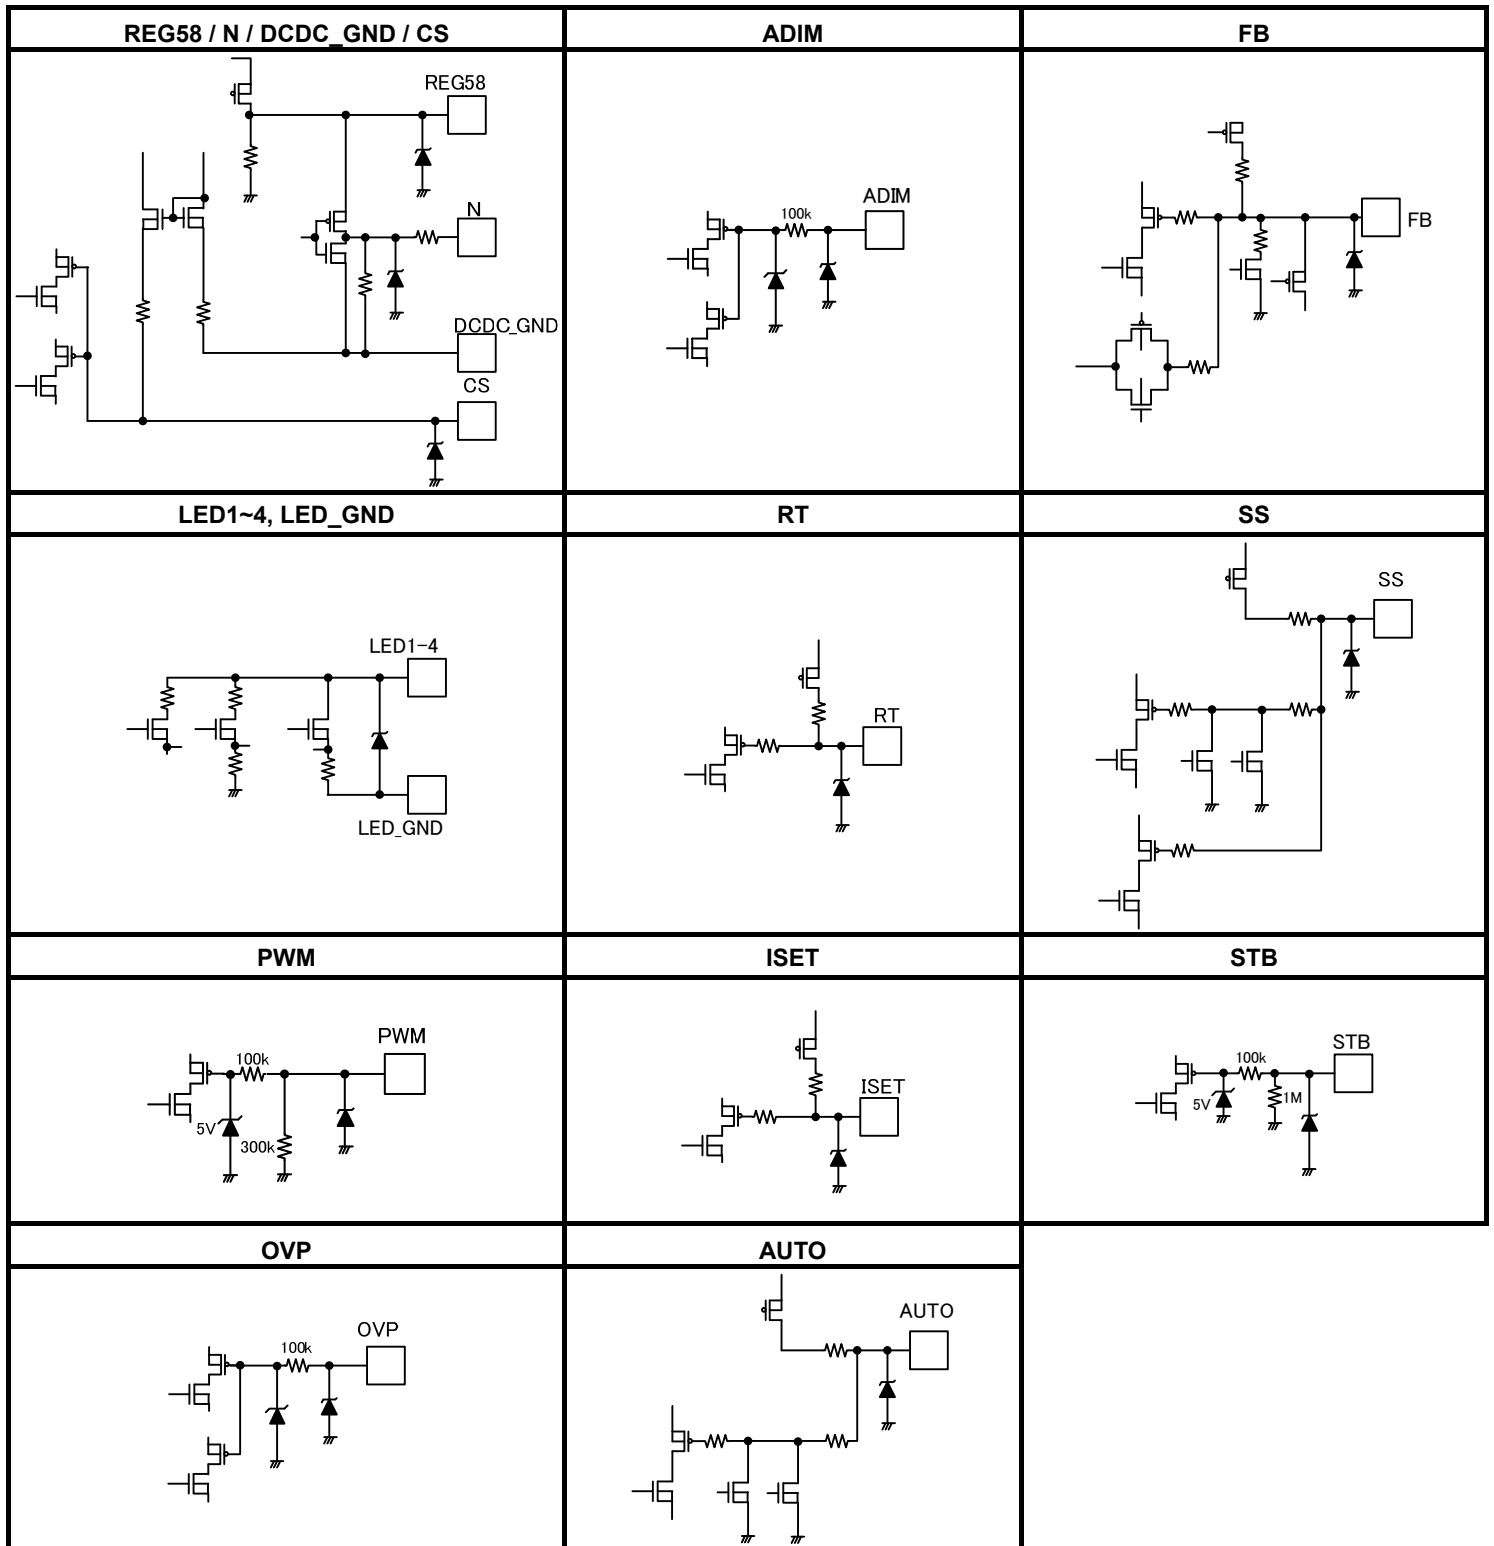 REG58 / N / DCDC_GND / CS
ADIM
FB
REG58
N
DCDC_GND
CS
100k
ADIM
FB
LED1~4, LED_GND
RT
SS
LED1-4
LED_GND
RT
SS
PWM
ISET
STB
PWM
100k
5V
300k
ISET
STB
100k
5V
1M
OVP
AUTO
OVP
100k
AUTO